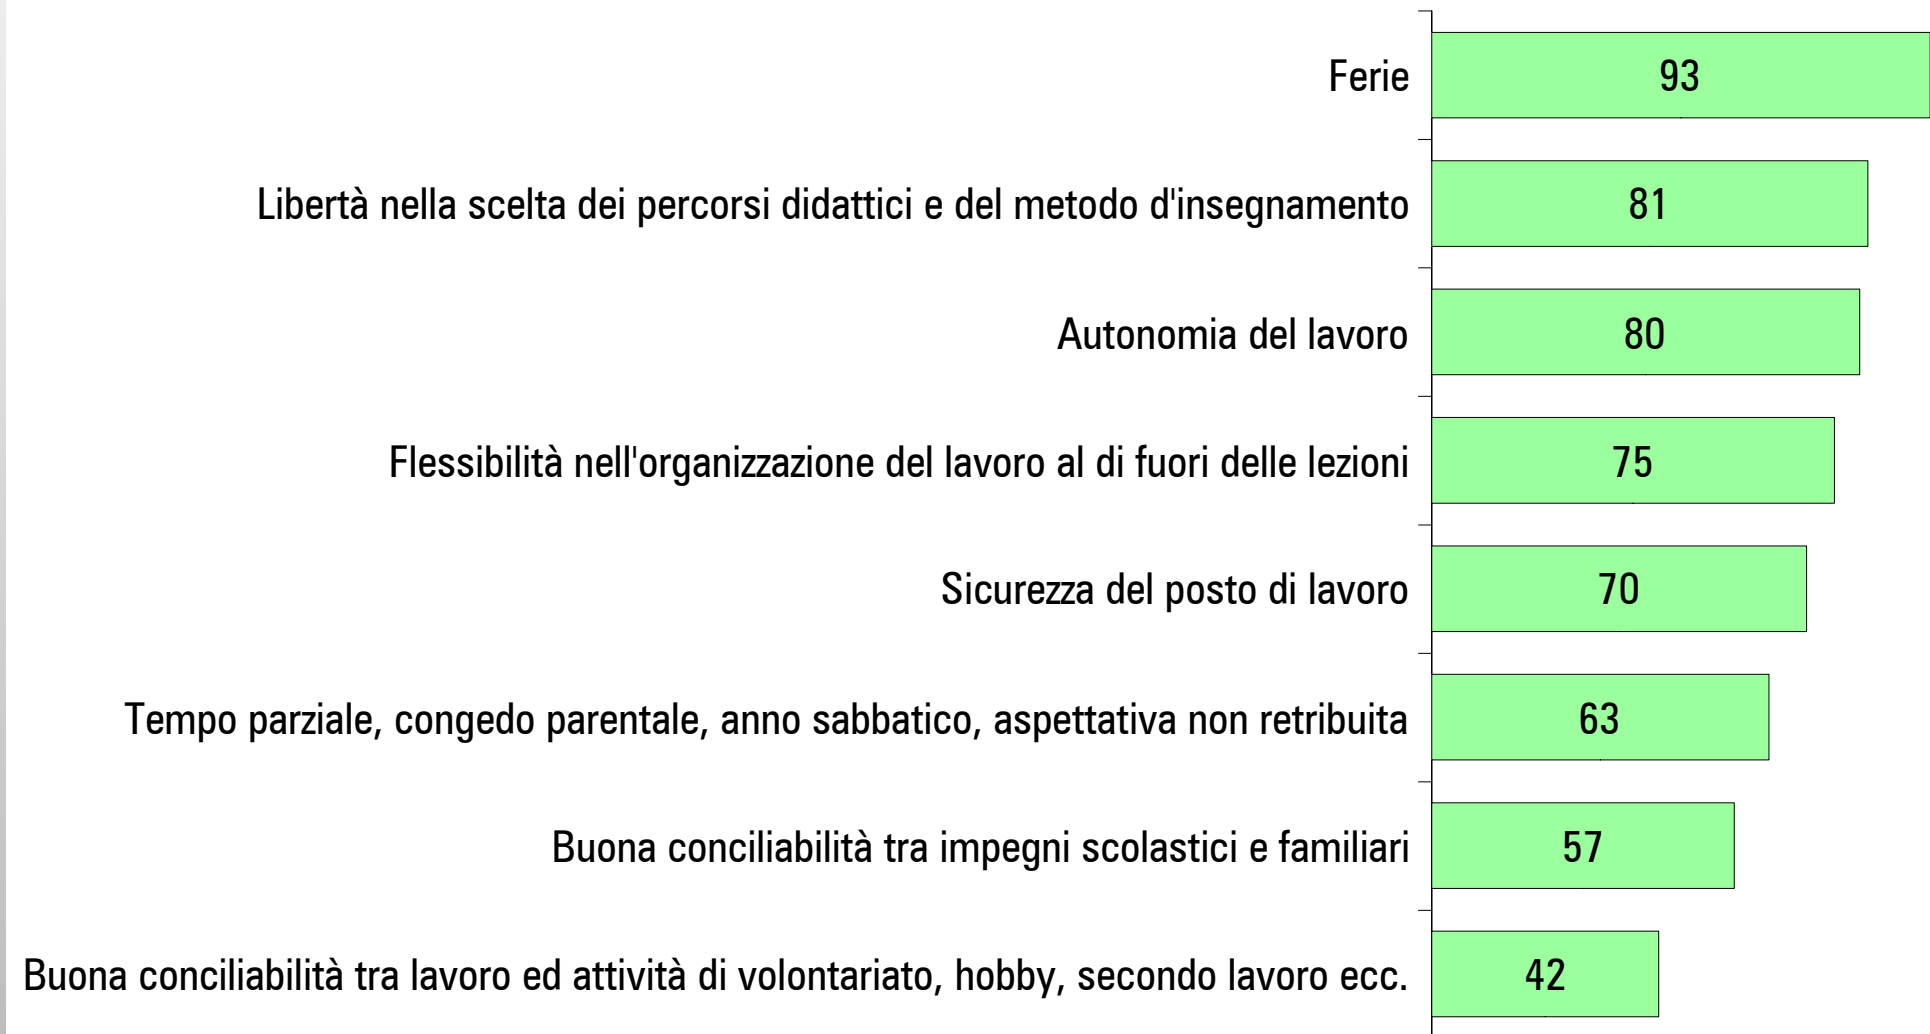 Ferie 93
Libertà nella scelta dei percorsi didattici e del metodo d'insegnamento 81
Autonomia del lavoro 80
Flessibilità nell'organizzazione del lavoro al di fuori delle lezioni 75
Sicurezza del posto di lavoro 70
Tempo parziale, congedo parentale, anno sabbatico, aspettativa non retribuita 63
Buona conciliabilità tra impegni scolastici e familiari 57
Buona conciliabilità tra lavoro ed attività di volontariato, hobby, secondo lavoro ecc. 42